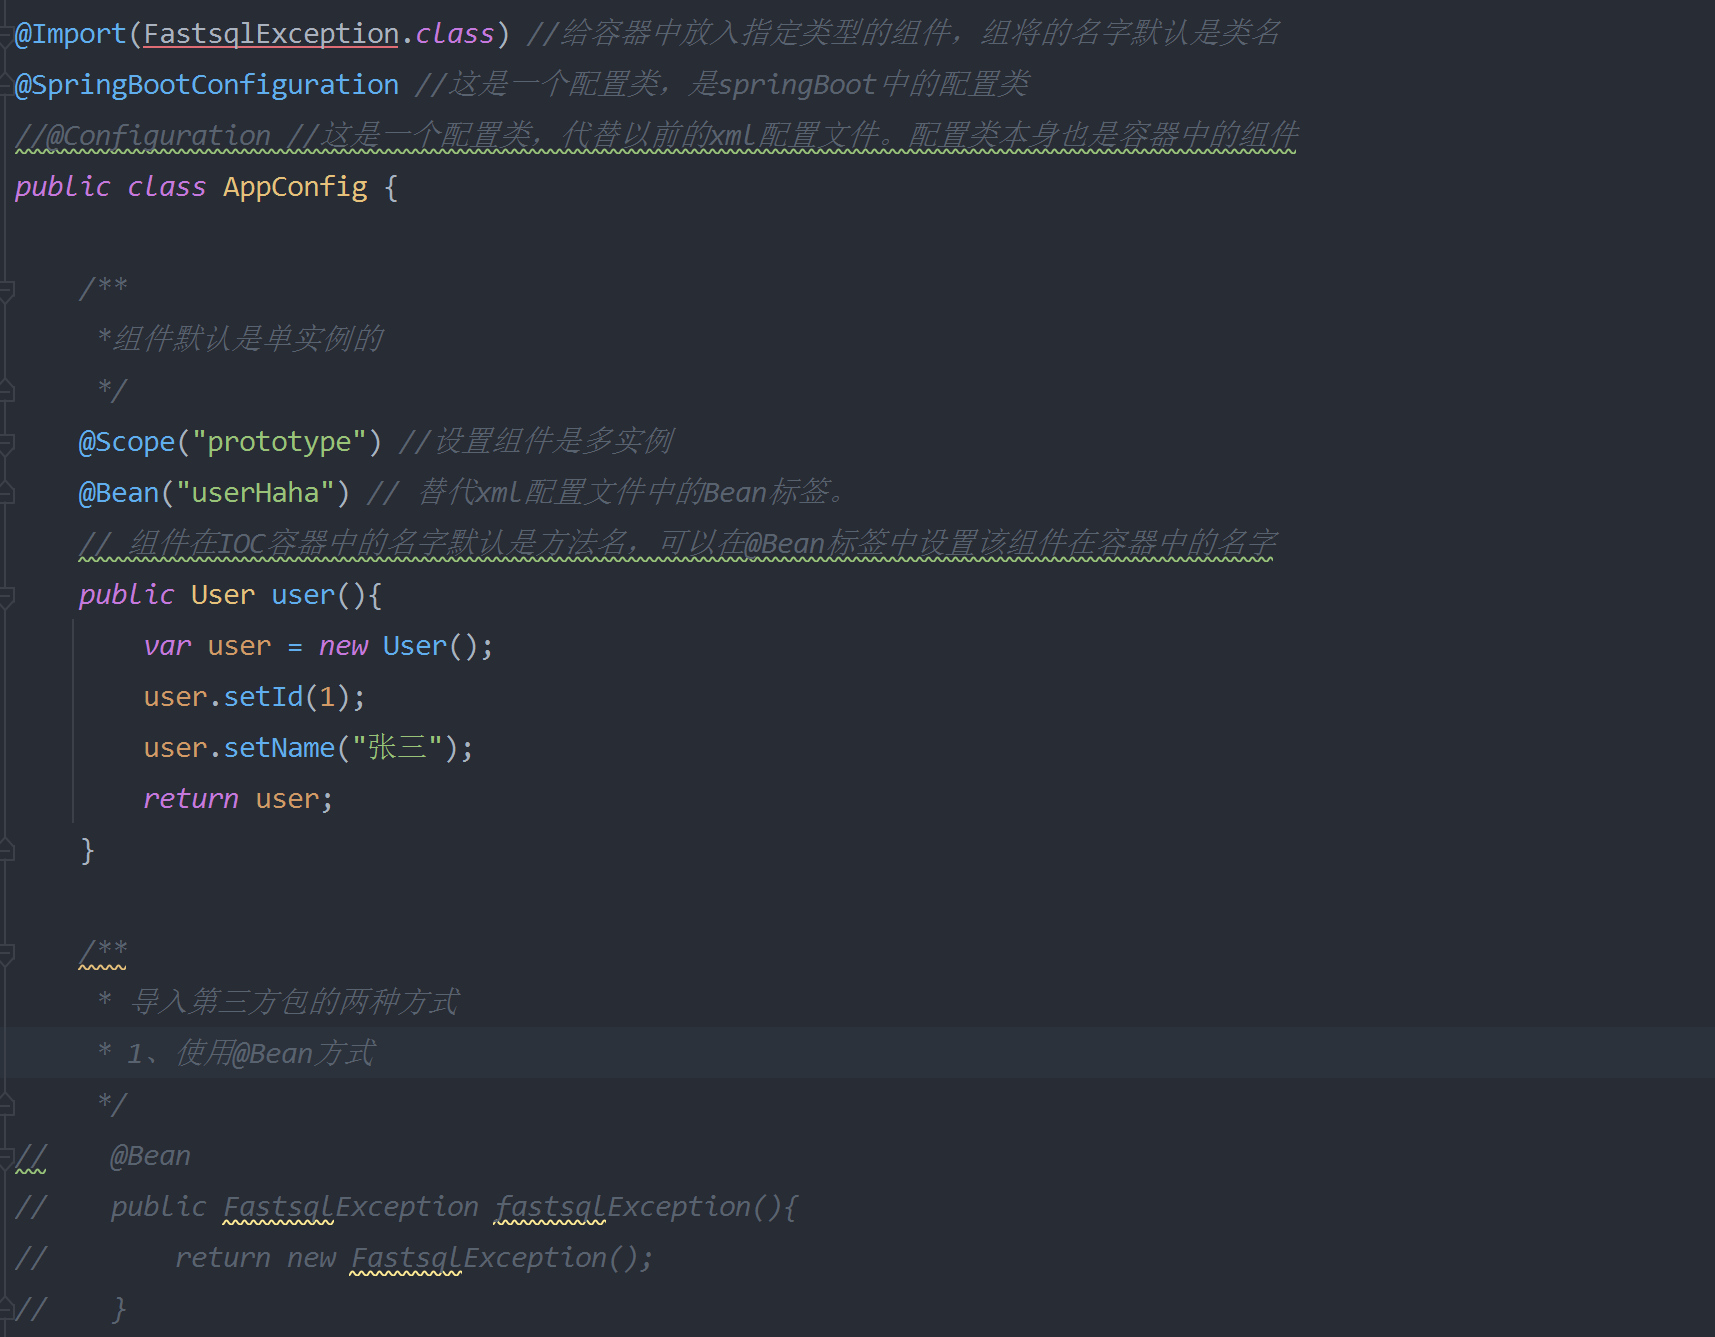 @Import(FastsqlException.class) //给容器中放入指定类型的组件，组将的名字默认是类名
@SpringBootConfiguration //这是一个配置类，是springBoot中的配置类
//@Configuration //这是一个配置类，代替以前的xml配置文件。配置类本身也是容器中的组件
public class AppConfig {
/**
*组件默认是单实例的
*/
@Scope("prototype") //设置组件是多实例
@Bean("userHaha") // 替代xml配置文件中的Bean标签。
// 组件在IOC容器中的名字默认是方法名，可以在@Bean标签中设置该组件在容器中的名字
public User user(){
var user = new User();
user.setId(1);
user.setName("张三");
return user;
}
/**
* 导入第三方包的两种方式
* 1、使用@Bean方式
*/
// @Bean
// public FastsqlException fastsqlException(){
// return new FastsqlException();
// }